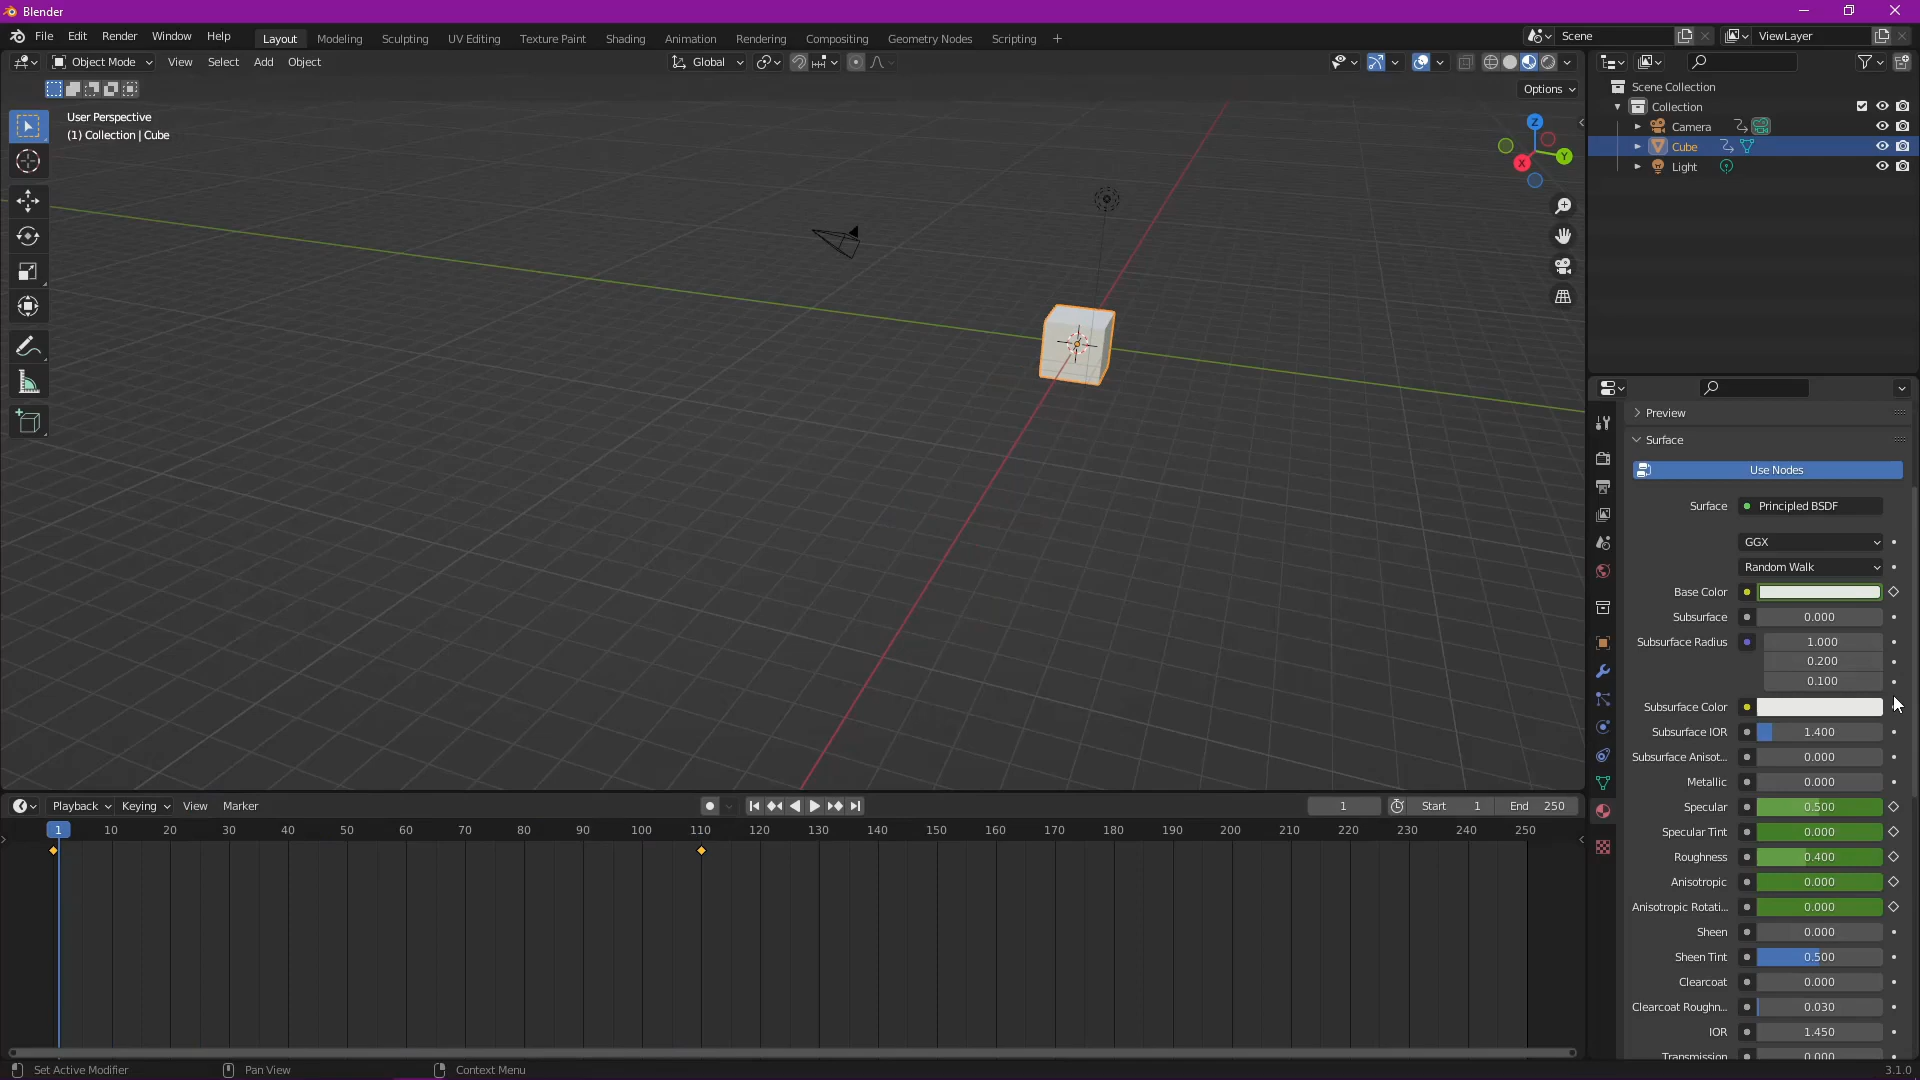 Blender
File Edit Render Window Help Layout Modeling Sculpting UV Editing Texture Paint Shading Animation Rendering Compositing Geometry Nodes Scripting + Scene ViewLayer
Object Mode View Select Add Object Global
Options
User Perspective
(1) Collection | Cube
Z
Y
X
Scene Collection
Collection
Camera
Cube
Light
Preview
Surface
Use Nodes
Surface Principled BSDF
GGX
Random Walk
Base Color
Subsurface 0.000
Subsurface Radius 1.000
0.200
0.100
Subsurface Color
Subsurface IOR 1.400
Subsurface Anisot... 0.000
Metallic 0.000
Specular 0.500
Specular Tint 0.000
Roughness 0.400
Anisotropic 0.000
Anisotropic Rotati... 0.000
Sheen 0.000
Sheen Tint 0.500
Clearcoat 0.000
Clearcoat Roughn... 0.030
IOR 1.450
Transmission 0.000
Playback Keying View Marker 1 Start 1 End 250
1 10 20 30 40 50 60 70 80 90 100 110 120 130 140 150 160 170 180 190 200 210 220 230 240 250
Set Active Modifier Pan View Context Menu 3.1.0